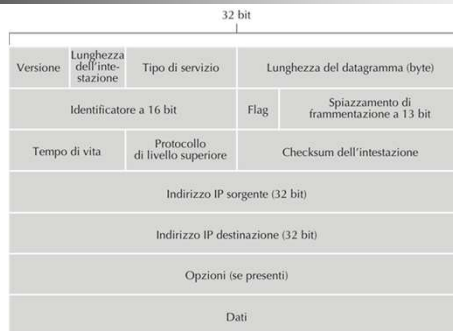 32 bit
Versione
Lunghezza
dell'inte-
stazione
Tipo di servizio
Lunghezza del datagramma (byte)
Identificatore a 16 bit
Flag
Spiazzamento di
frammentazione a 13 bit
Tempo di vita
Protocollo
di livello superiore
Checksum dell'intestazione
Indirizzo IP sorgente (32 bit)
Indirizzo IP destinazione (32 bit)
Opzioni (se presenti)
Dati